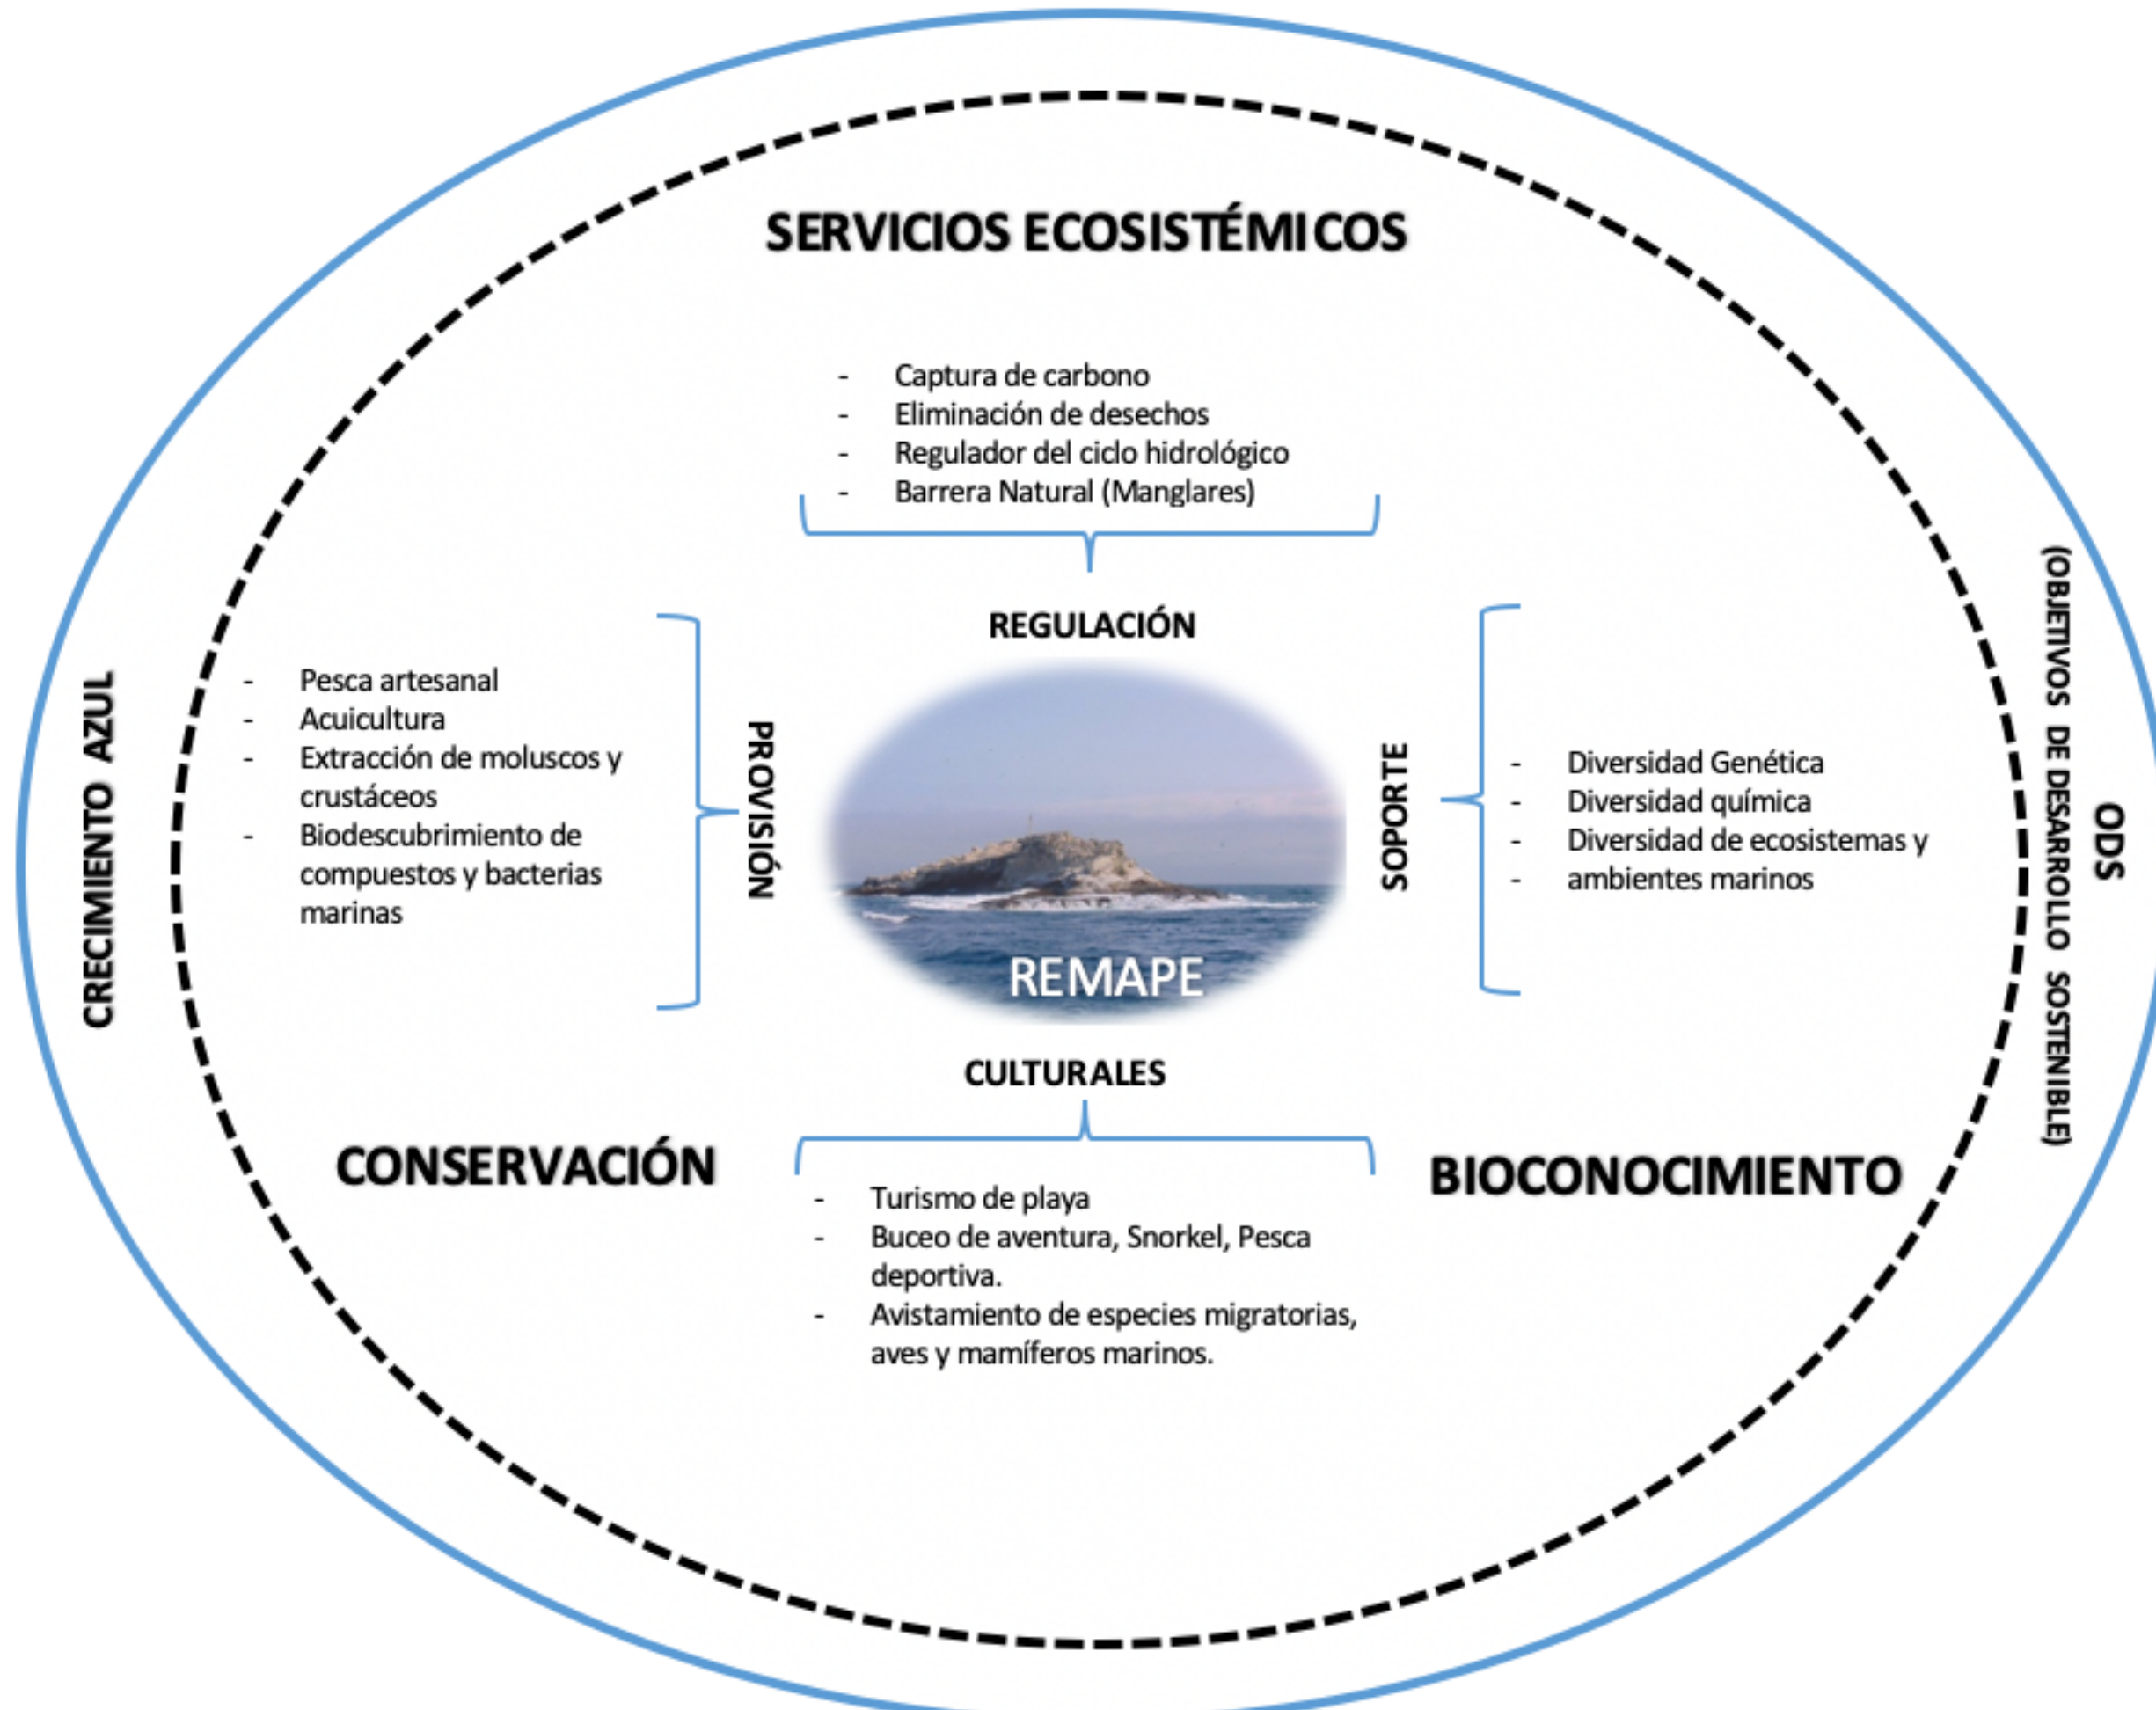 SERVICIOS ECOSISTÉMICOS
- Captura de carbono
- Eliminación de desechos
- Regulador del ciclo hidrológico
- Barrera Natural (Manglares)
REGULACIÓN
CRECIMIENTO AZUL
- Pesca artesanal
- Acuicultura
- Extracción de moluscos y
crustáceos
- Biodescubrimiento de
compuestos y bacterias
marinas
PROVISIÓN
REMAPE
SOPORTE
- Diversidad Genética
- Diversidad química
- Diversidad de ecosistemas y
- ambientes marinos
ODS
(OBJETIVOS DE DESARROLLO SOSTENIBLE)
CULTURALES
CONSERVACIÓN
BIOCONOCIMIENTO
- Turismo de playa
- Buceo de aventura, Snorkel, Pesca
deportiva.
- Avistamiento de especies migratorias,
aves y mamíferos marinos.